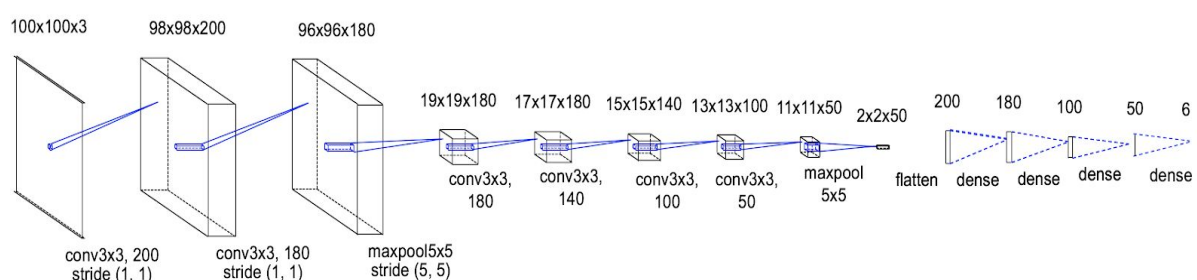 100x100x3
98x98x200
96x96x180
19x19x180
17x17x180
15x15x140
13x13x100
11x11x50
2x2x50
200
180
100
50
6
conv3x3, 200
stride (1, 1)
conv3x3, 180
stride (1, 1)
maxpool5x5
stride (5, 5)
conv3x3,
180
conv3x3,
140
conv3x3,
100
conv3x3,
50
maxpool
5x5
flatten
dense
dense
dense
dense